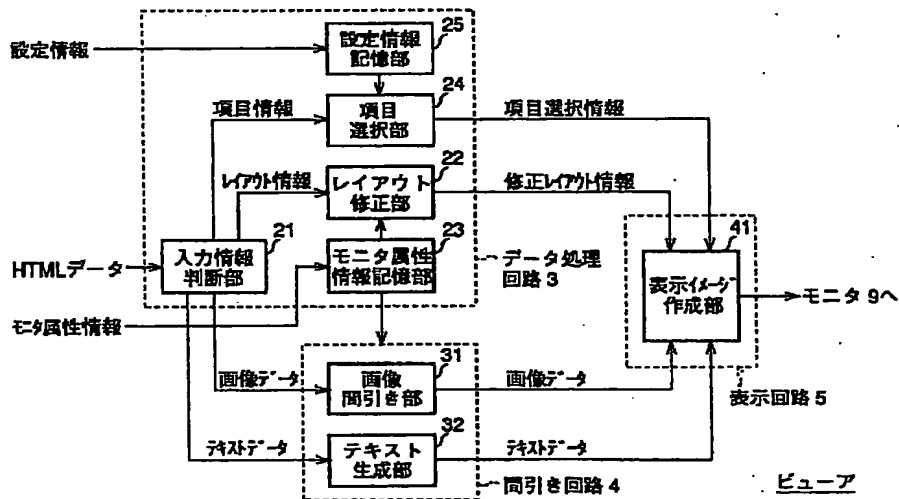 25
設定情報
設定情報
記憶部
24
項目情報
項目
選択部
項目選択情報
22
レイアウト情報
レイアウト
修正部
修正レイアウト情報
21
23
41
HTMLデータ
入力情報
判断部
モニタ属性
情報記憶部
データ処理
回路3
表示イメージ
作成部
モニタ9へ
モニタ属性情報
31
画像データ
画像
間引き部
画像データ
表示回路5
32
テキストデータ
テキスト
生成部
テキストデータ
間引き回路4
ビューア